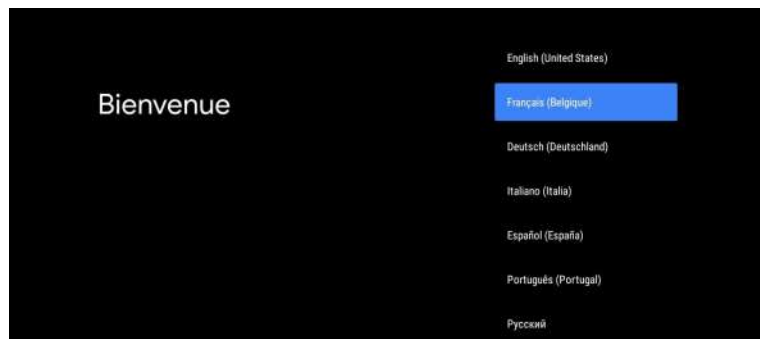 Bienvenue
English (United States)
Français (Belgique)
Deutsch (Deutschland)
Italiano (Italia)
Español (España)
Português (Portugal)
Русский